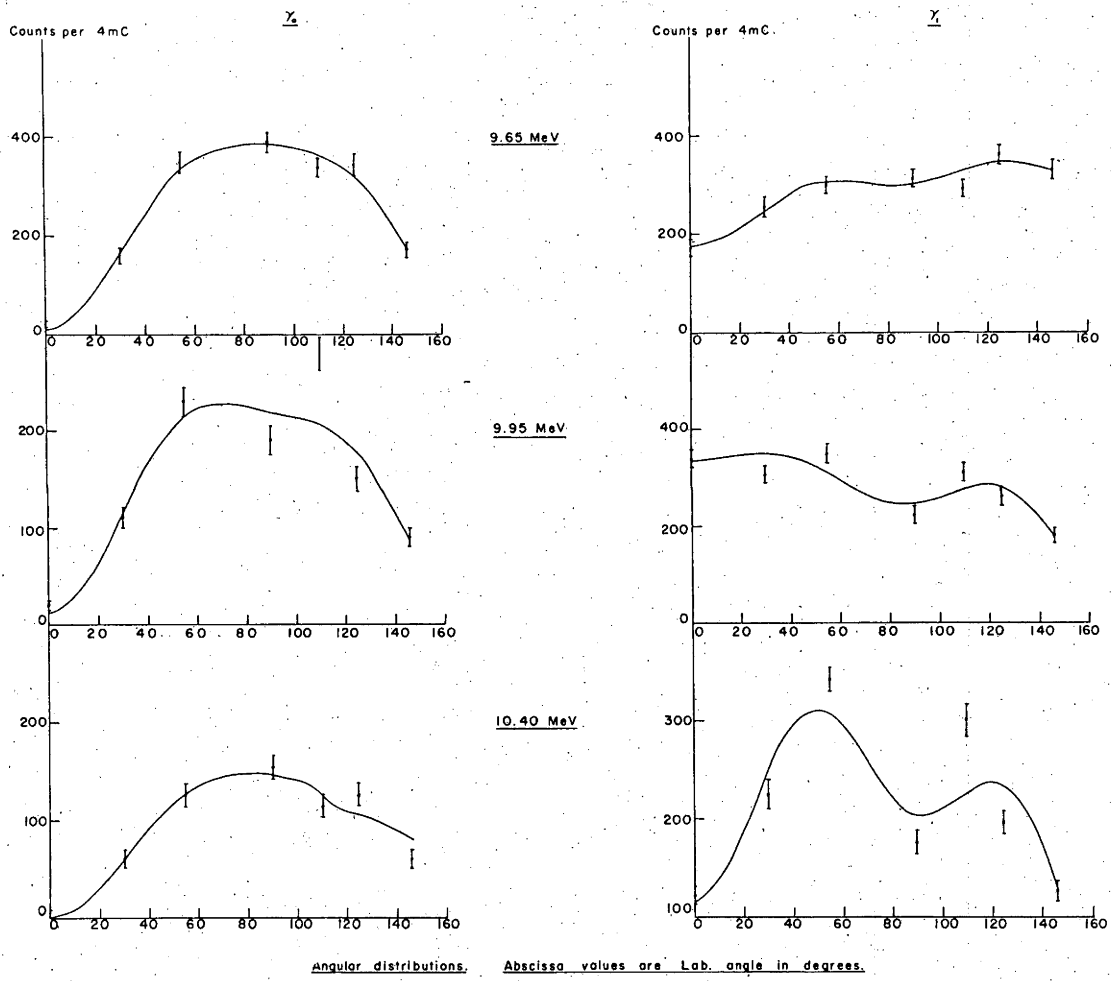 γ₀
γ₁
Counts per 4mC
Counts per 4mC.
400
200
0
0 20 40 60 80 100 120 140 160
9.65 MeV
400
200
0
0 20 40 60 80 100 120 140 160
200
100
0
0 20 40 60 80 100 120 140 160
9.95 MeV
400
200
0
0 20 40 60 80 100 120 140 160
200
100
0
0 20 40 60 80 100 120 140 160
10.40 MeV
300
200
100
0 20 40 60 80 100 120 140 160
Angular distributions. Abscissa values are Lab. angle in degrees.